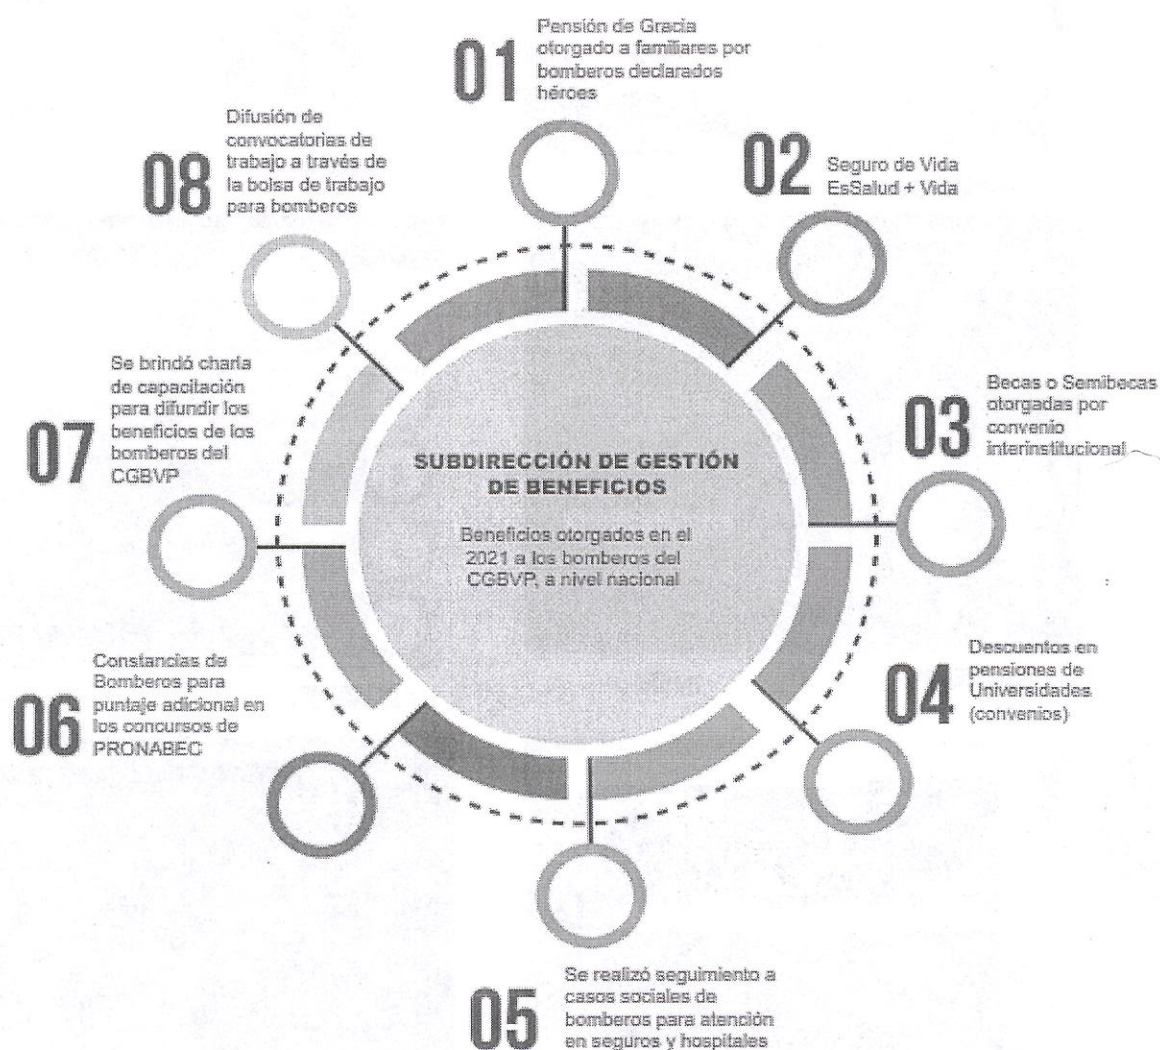 01
Pensión de Gracia
otorgado a familiares por
bomberos declarados
héroes
02
Seguro de Vida
EsSalud + Vida
03
Becas o Semibecas
otorgadas por
convenio
interinstitucional
04
Descuentos en
pensiones de
Universidades
(convenios)
05
Se realizó seguimiento a
casos sociales de
bomberos para atención
en seguros y hospitales
06
Constancias de
Bomberos para
puntaje adicional en
los concursos de
PRONABEC
07
Se brindó charla
de capacitación
para difundir los
beneficios de los
bomberos del
CGBVP
08
Difusión de
convocatorias de
trabajo a través de
la bolsa de trabajo
para bomberos
SUBDIRECCIÓN DE GESTIÓN
DE BENEFICIOS
Beneficios otorgados en el
2021 a los bomberos del
CGBVP, a nivel nacional